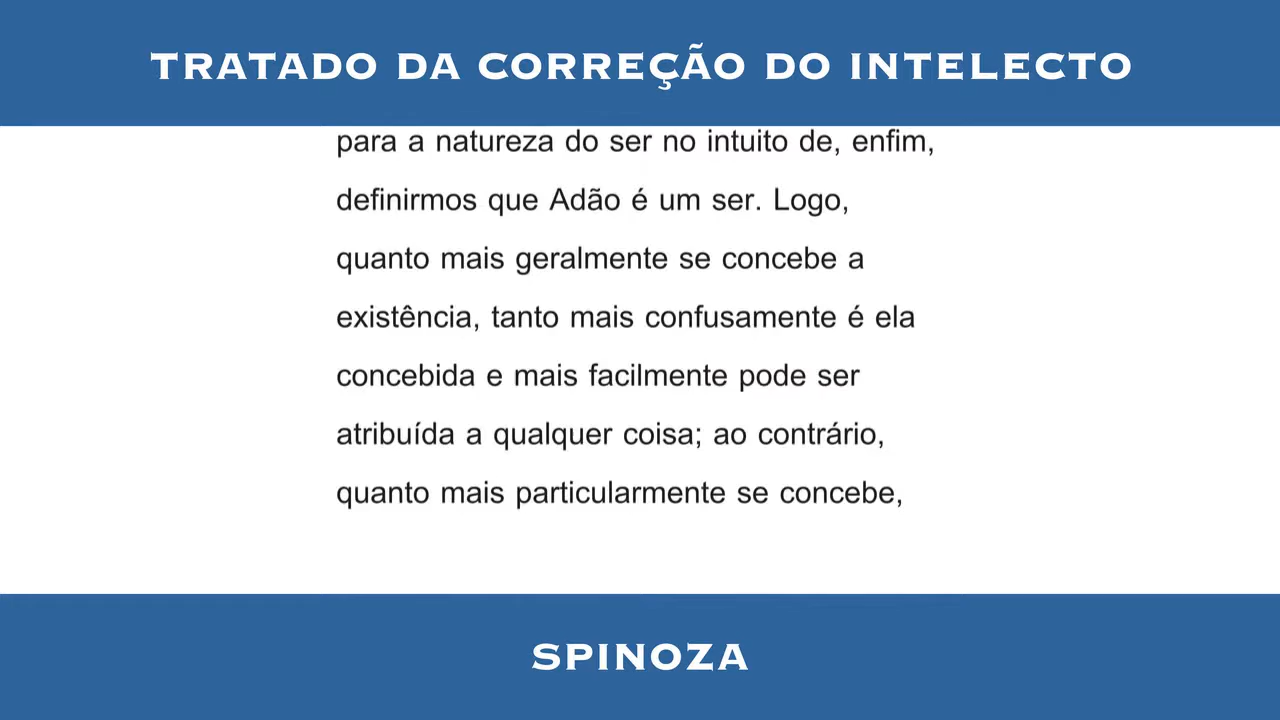 TRATADO DA CORREÇÃO DO INTELECTO
para a natureza do ser no intuito de, enfim,
definirmos que Adão é um ser. Logo,
quanto mais geralmente se concebe a
existência, tanto mais confusamente é ela
concebida e mais facilmente pode ser
atribuída a qualquer coisa; ao contrário,
quanto mais particularmente se concebe,
SPINOZA